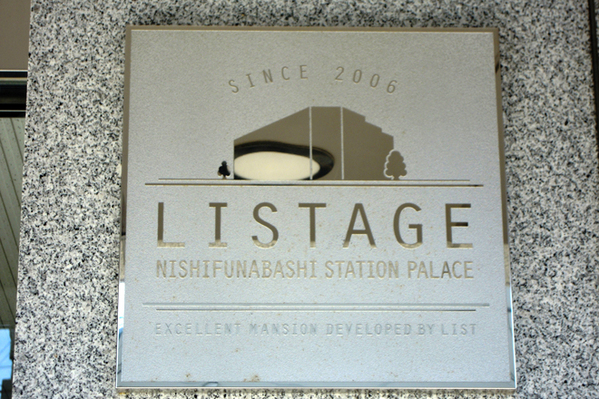 SINCE 2006
LISTAGE
NISHIFUNABASHI STATION PALACE
EXCELLENT MANSION DEVELOPED BY LIST